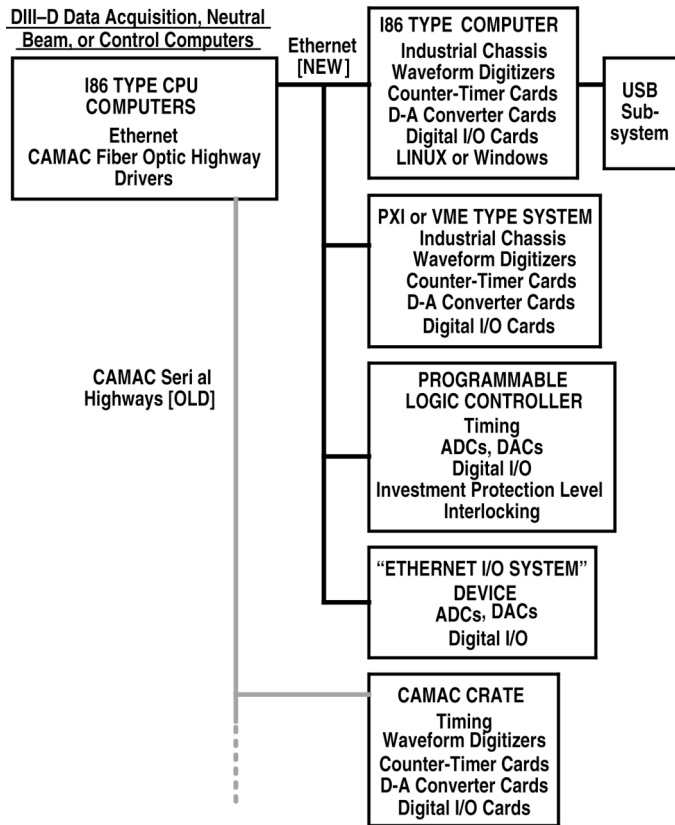 DIII–D Data Acquisition, Neutral
Beam, or Control Computers
I86 TYPE CPU
COMPUTERS
Ethernet
CAMAC Fiber Optic Highway
Drivers
Ethernet
[NEW]
I86 TYPE COMPUTER
Industrial Chassis
Waveform Digitizers
Counter-Timer Cards
D-A Converter Cards
Digital I/O Cards
LINUX or Windows
USB
Sub-
system
PXI or VME TYPE SYSTEM
Industrial Chassis
Waveform Digitizers
Counter-Timer Cards
D-A Converter Cards
Digital I/O Cards
CAMAC Seri al
Highways [OLD]
PROGRAMMABLE
LOGIC CONTROLLER
Timing
ADCs, DACs
Digital I/O
Investment Protection Level
Interlocking
“ETHERNET I/O SYSTEM”
DEVICE
ADCs, DACs
Digital I/O
CAMAC CRATE
Timing
Waveform Digitizers
Counter-Timer Cards
D-A Converter Cards
Digital I/O Cards